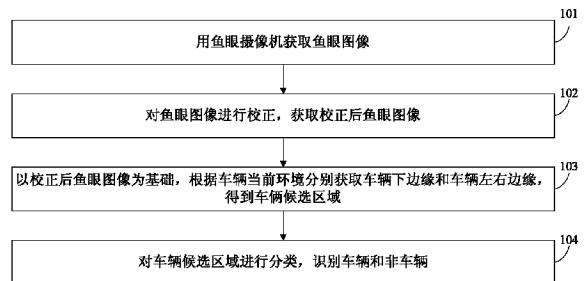 101
用鱼眼摄像机获取鱼眼图像
102
对鱼眼图像进行校正，获取校正后鱼眼图像
103
以校正后鱼眼图像为基础，根据车辆当前环境分别获取车辆下边缘和车辆左右边缘，
得到车辆候选区域
104
对车辆候选区域进行分类，识别车辆和非车辆